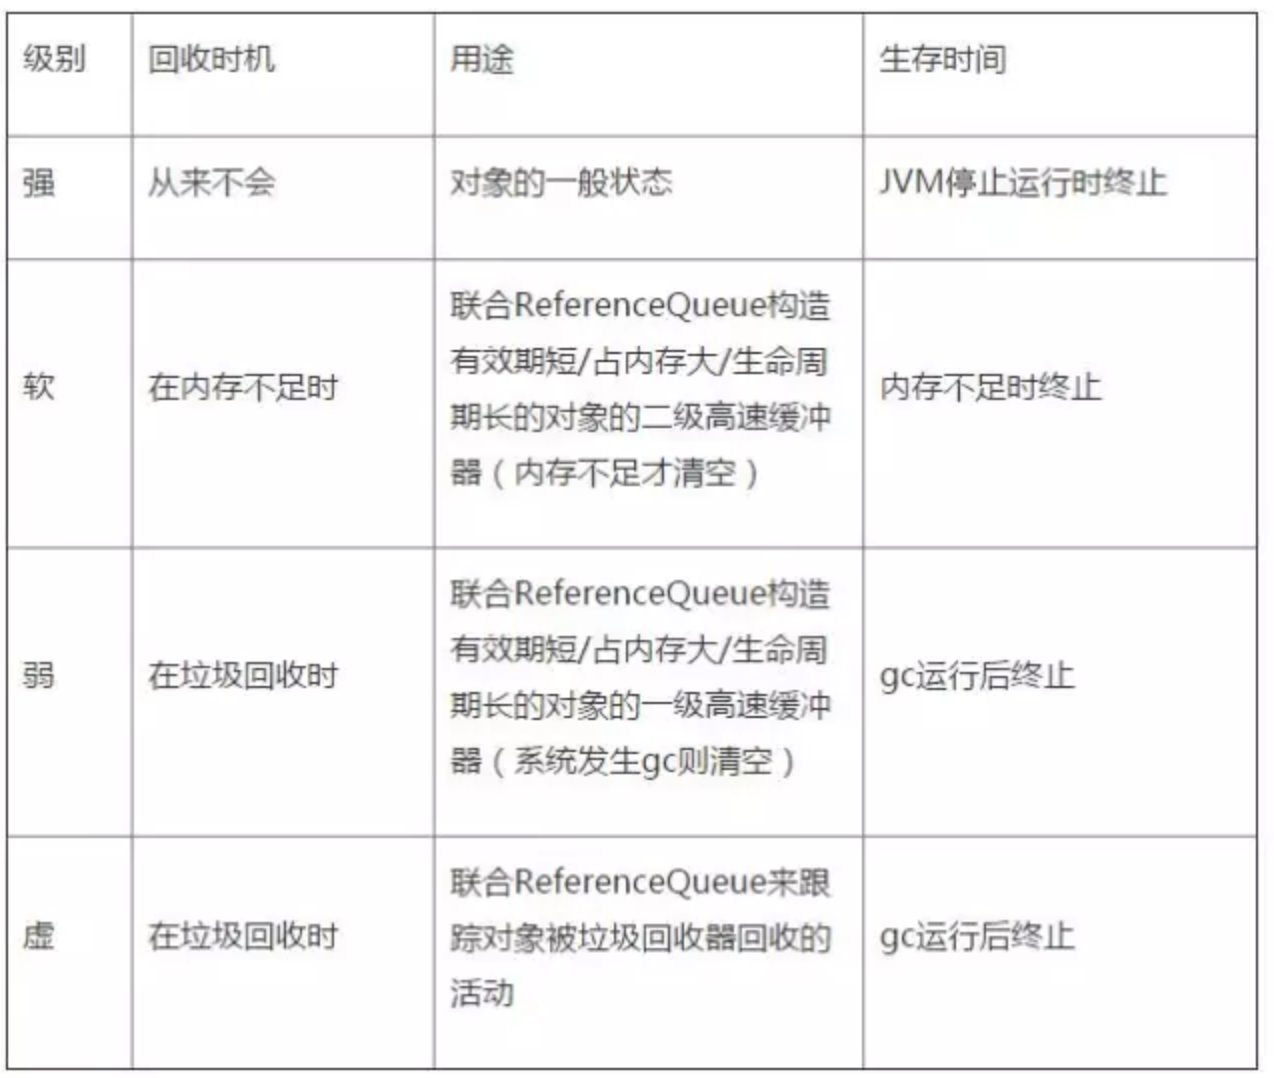 级别 回收时机 用途 生存时间
强 从来不会 对象的一般状态 JVM停止运行时终止
软 在内存不足时 联合ReferenceQueue构造
有效期短/占内存大/生命周
期长的对象的二级高速缓冲
器（内存不足才清空） 内存不足时终止
弱 在垃圾回收时 联合ReferenceQueue构造
有效期短/占内存大/生命周
期长的对象的一级高速缓冲
器（系统发生gc则清空） gc运行后终止
虚 在垃圾回收时 联合ReferenceQueue来跟
踪对象被垃圾回收器回收的
活动 gc运行后终止